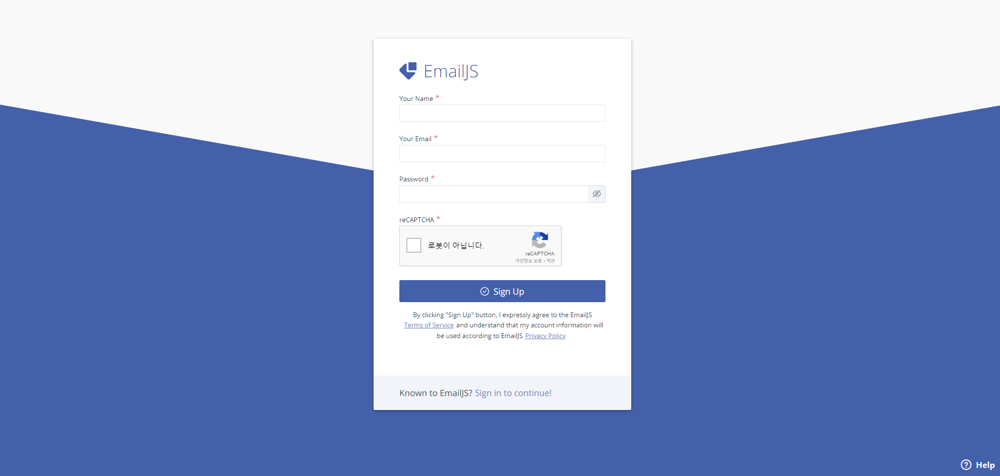 EmailJS
Your Name *
Your Email *
Password *
reCAPTCHA *
로봇이 아닙니다.
reCAPTCHA
개인정보 보호 - 약관
Sign Up
By clicking "Sign Up" button, I expressly agree to the EmailJS
Terms of Service and understand that my account information will
be used according to EmailJS Privacy Policy
Known to EmailJS? Sign in to continue!
Help